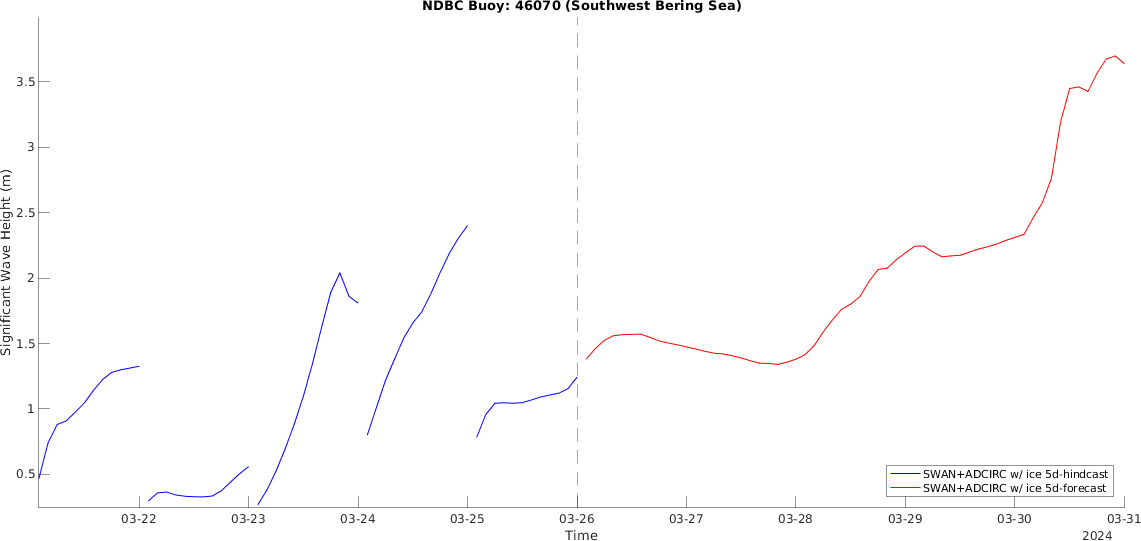 NDBC Buoy: 46070 (Southwest Bering Sea)
Significant Wave Height (m)
3.5
3
2.5
2
1.5
1
0.5
SWAN+ADCIRC w/ ice 5d-hindcast
SWAN+ADCIRC w/ ice 5d-forecast
03-22 03-23 03-24 03-25 03-26 03-27 03-28 03-29 03-30 03-31
Time
2024